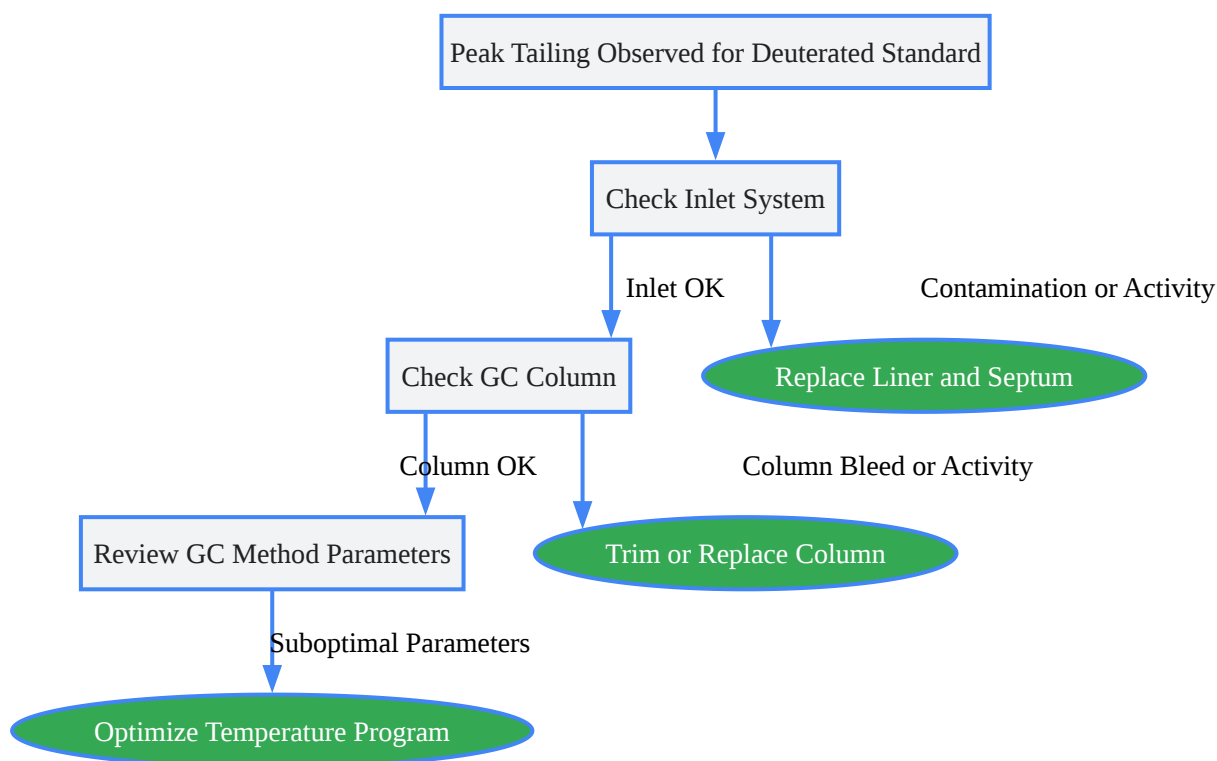 Peak Tailing Observed for Deuterated Standard
Check Inlet System
Inlet OK
Contamination or Activity
Check GC Column
Replace Liner and Septum
Column OK
Column Bleed or Activity
Review GC Method Parameters
Trim or Replace Column
Suboptimal Parameters
Optimize Temperature Program